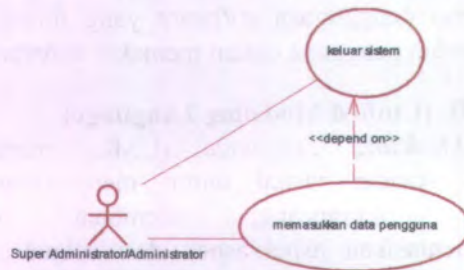 keluar sistem
<<depend on>>
memasukkan data pengguna
Super Administrator/Administrator